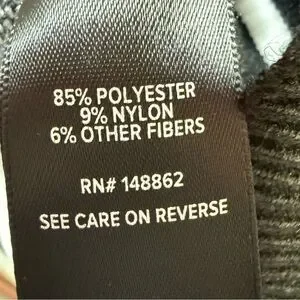 85% POLYESTER
9% NYLON
6% OTHER FIBERS
RN# 148862
SEE CARE ON REVERSE